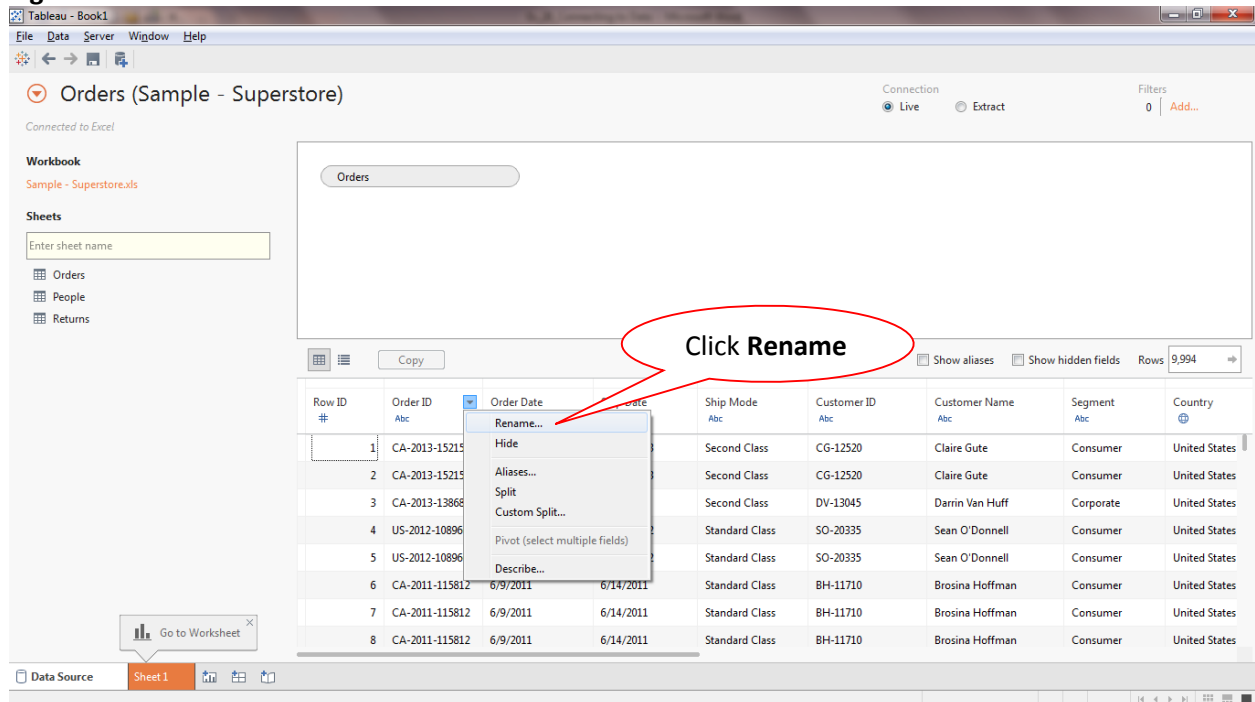 Tableau - Book1
File Data Server Window Help
Orders (Sample - Superstore)
Connection
Live Extract
Filters
0 Add...
Connected to Excel
Workbook
Sample - Superstore.xls
Sheets
Enter sheet name
Orders
People
Returns
Orders
Click Rename
Copy
Show aliases Show hidden fields Rows 9,994
Row ID Order ID Order Date Ship Mode Customer ID Customer Name Segment Country
# Abc Abc Abc Abc Abc
Rename...
Hide
Aliases...
Split
Custom Split...
Pivot (select multiple fields)
Describe...
1 CA-2013-15215 Second Class CG-12520 Claire Gute Consumer United States
2 CA-2013-15215 Second Class CG-12520 Claire Gute Consumer United States
3 CA-2013-13868 Second Class DV-13045 Darrin Van Huff Corporate United States
4 US-2012-10896 2 Standard Class SO-20335 Sean O'Donnell Consumer United States
5 US-2012-10896 2 Standard Class SO-20335 Sean O'Donnell Consumer United States
6 CA-2011-115812 6/9/2011 6/14/2011 Standard Class BH-11710 Brosina Hoffman Consumer United States
7 CA-2011-115812 6/9/2011 6/14/2011 Standard Class BH-11710 Brosina Hoffman Consumer United States
8 CA-2011-115812 6/9/2011 6/14/2011 Standard Class BH-11710 Brosina Hoffman Consumer United States
Go to Worksheet
Data Source Sheet 1